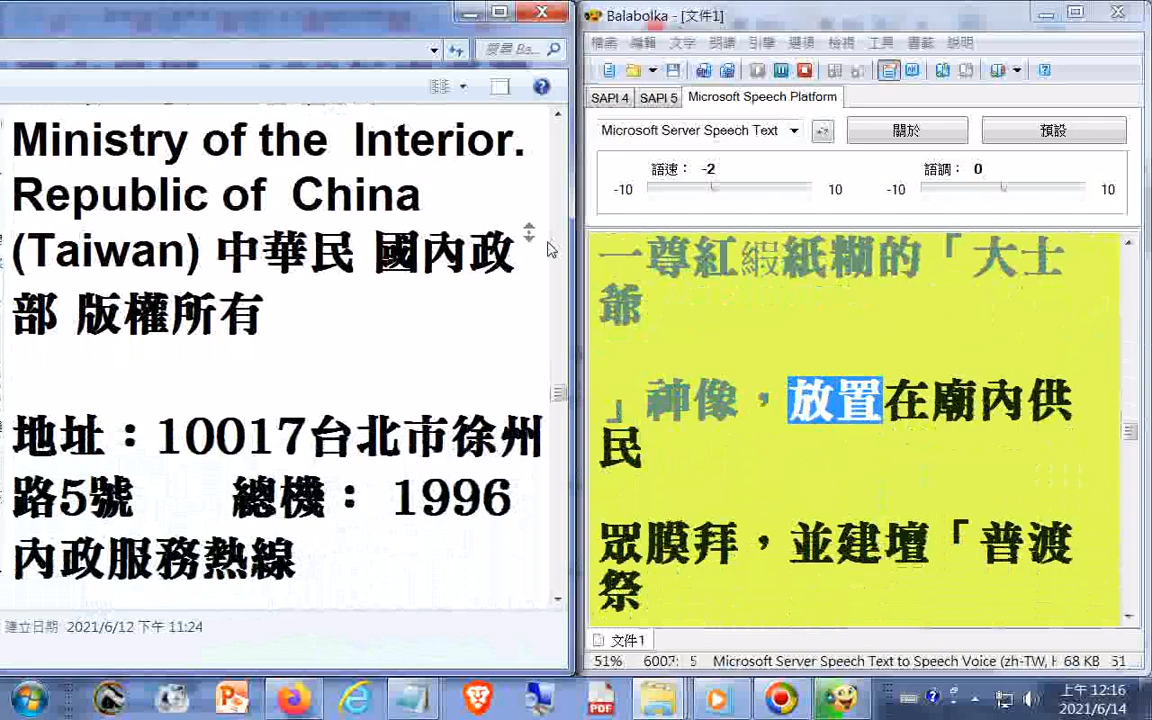 搜尋 Ba...
Ministry of the Interior.
Republic of China
(Taiwan) 中華民 國內政
部 版權所有
地址：10017台北市徐州
路5號 總機： 1996
內政服務熱線
建立日期: 2021/6/12 下午 11:24
Balabolka - [文件1]
檔案 編輯 文字 朗讀 引擎 選項 檢視 工具 書籤 說明
SAPI 4 SAPI 5 Microsoft Speech Platform
Microsoft Server Speech Text 關於 預設
語速： -2 語調： 0
-10 10 -10 10
一尊紅緞紙糊的「大士
爺
」神像，放置在廟內供
民
眾膜拜，並建壇「普渡
祭
文件1
51% 6007: 5 Microsoft Server Speech Text to Speech Voice (zh-TW, H 68 KB 51
上午 12:16
2021/6/14